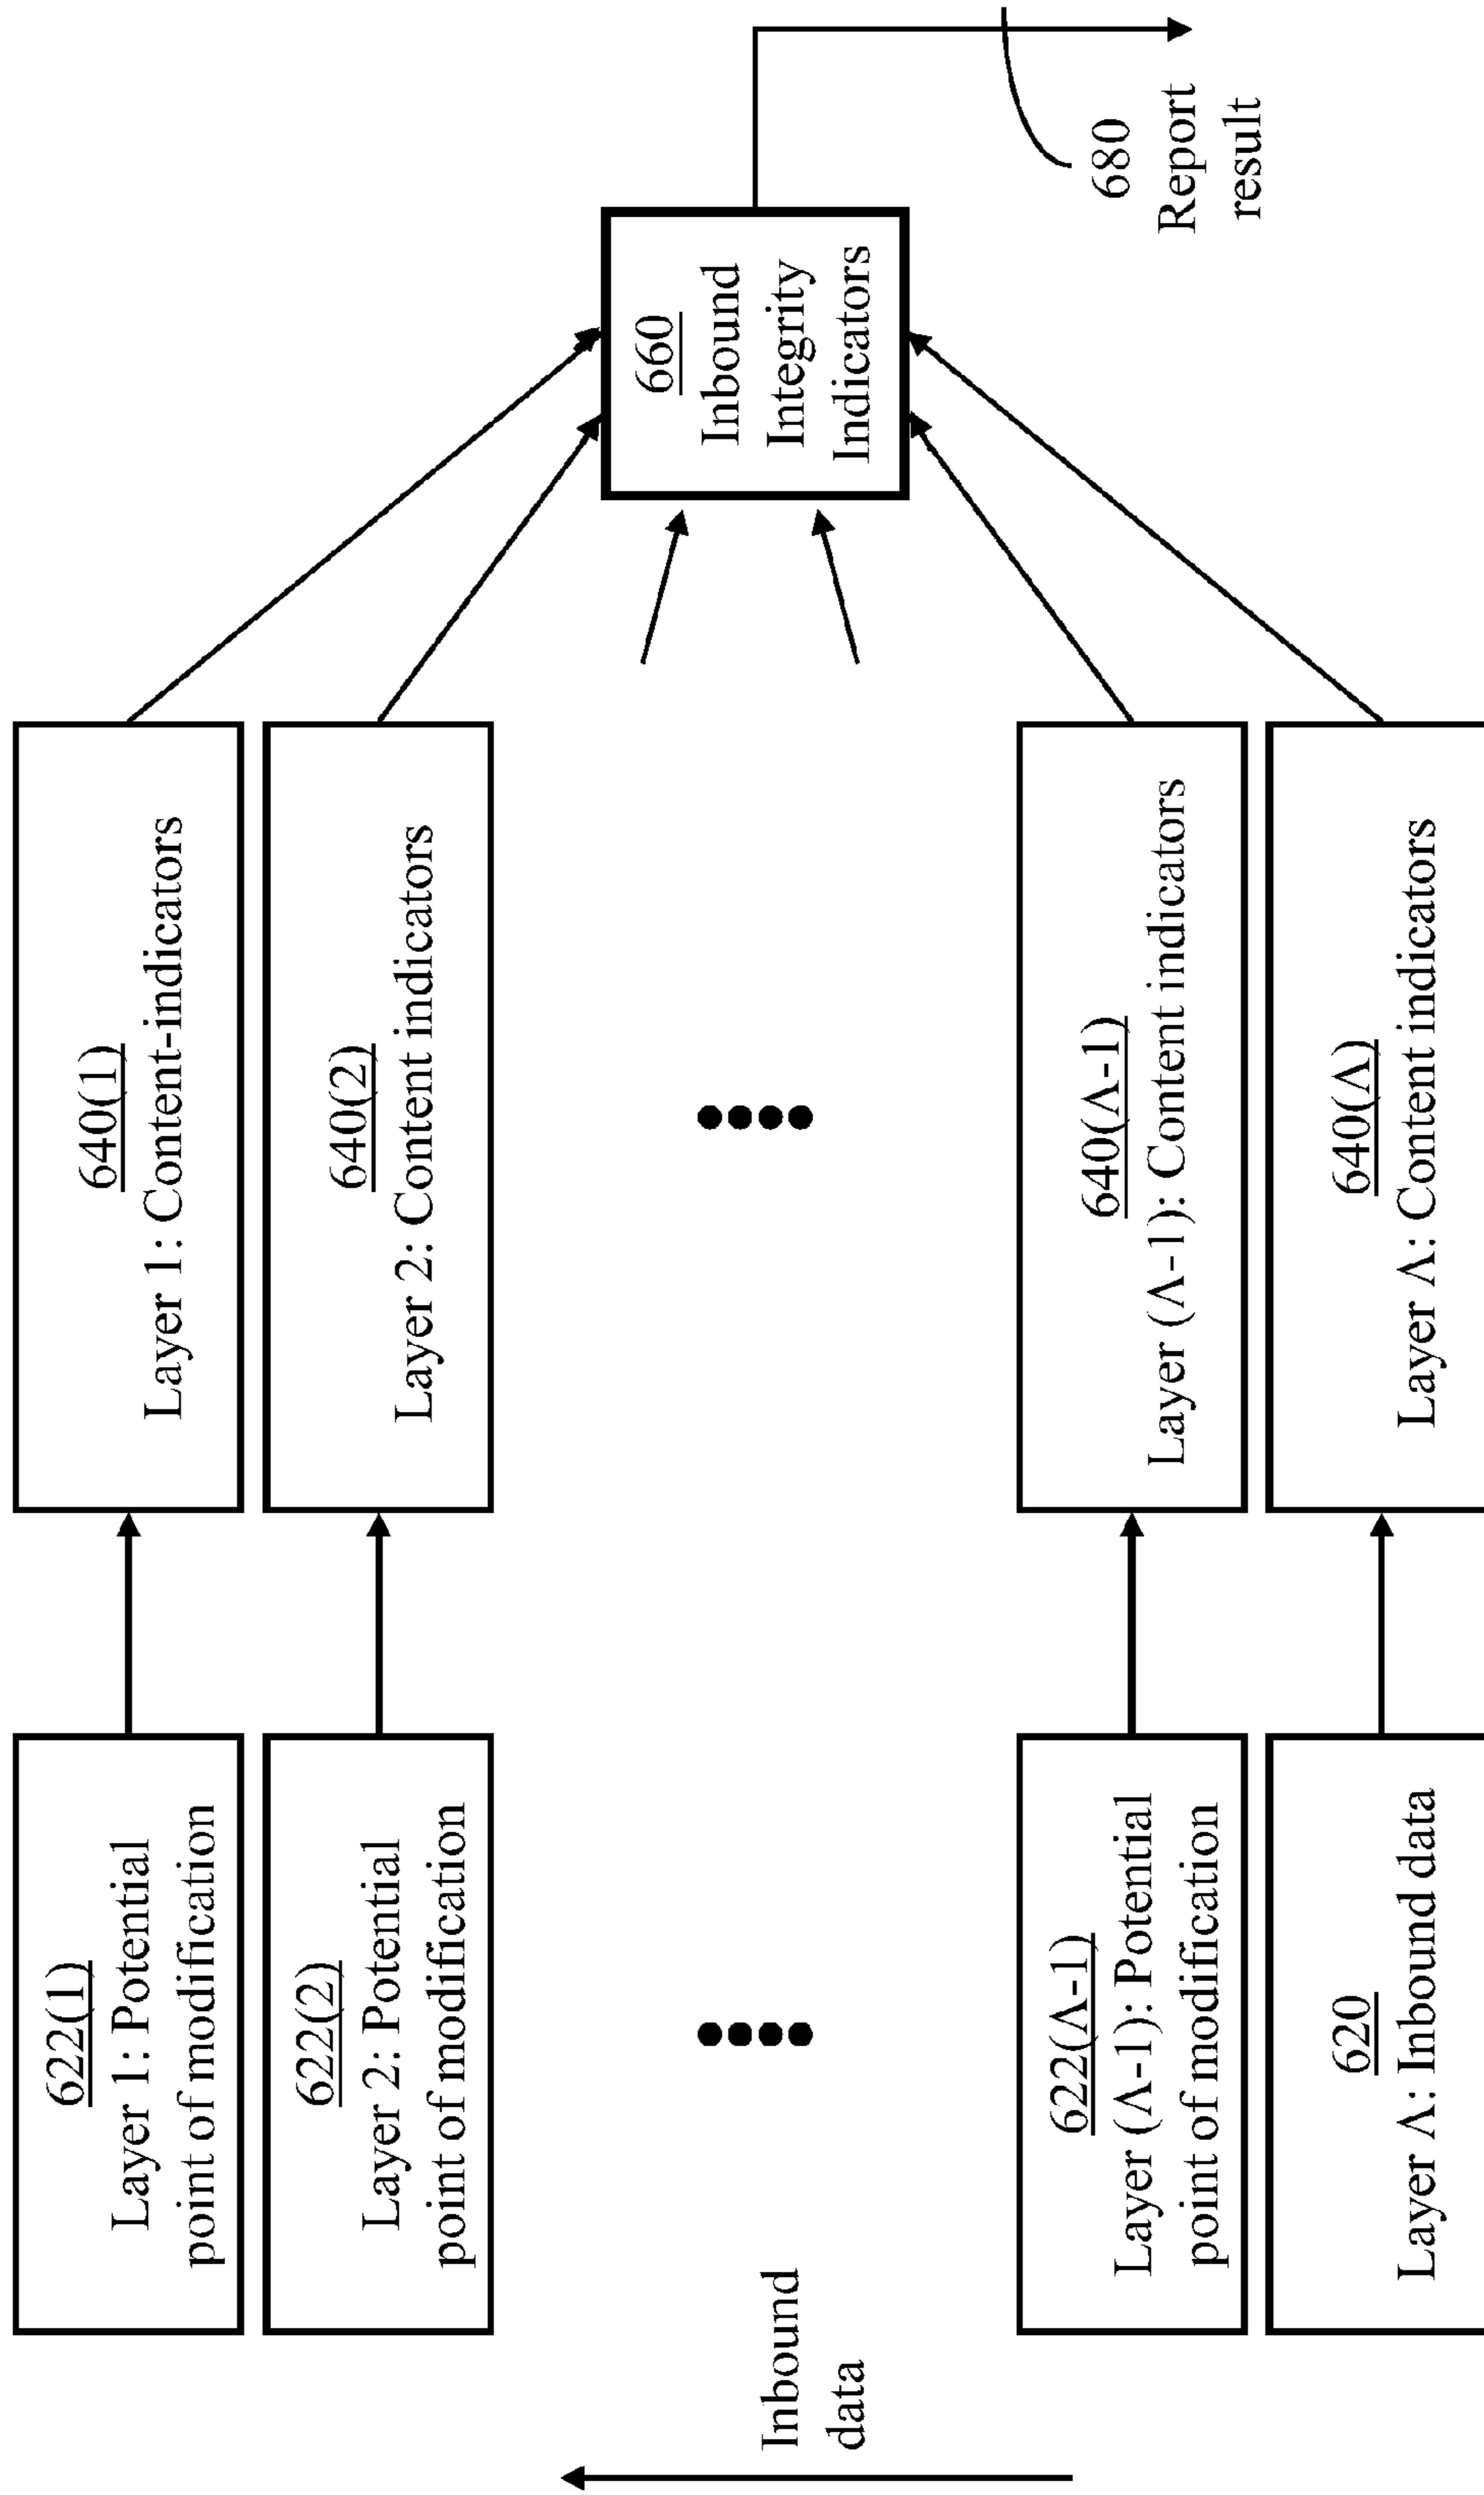 622(1)
Layer 1: Potential
point of modification
640(1)
Layer 1: Content-indicators
622(2)
Layer 2: Potential
point of modification
640(2)
Layer 2: Content indicators
Inbound
data
660
Inbound
Integrity
Indicators
622(Λ-1)
Layer (Λ-1): Potential
point of modification
640(Λ-1)
Layer (Λ-1): Content indicators
680
Report
result
620
Layer Λ: Inbound data
640(Λ)
Layer Λ: Content indicators